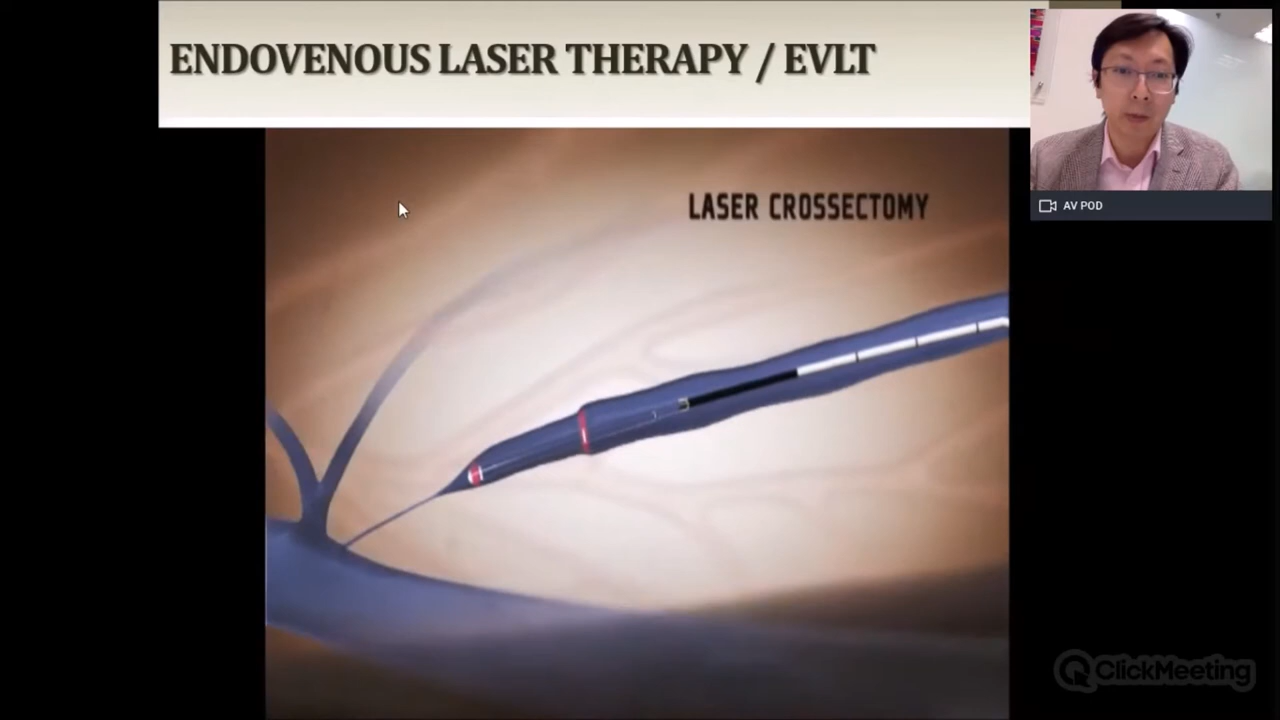 ENDOVENOUS LASER THERAPY / EVLT
LASER CROSSECTOMY
AV POD
ClickMeeting